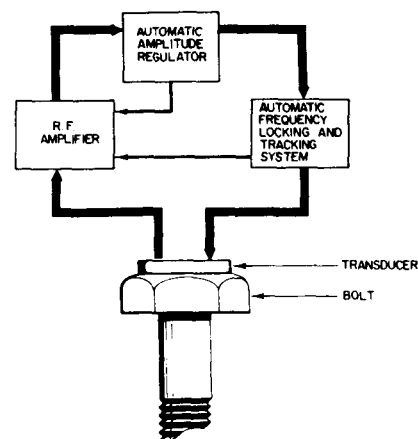 AUTOMATIC
AMPLITUDE
REGULATOR
R.F
AMPLIFIER
AUTOMATIC
FREQUENCY
LOCKING AND
TRACKING
SYSTEM
TRANSDUCER
BOLT